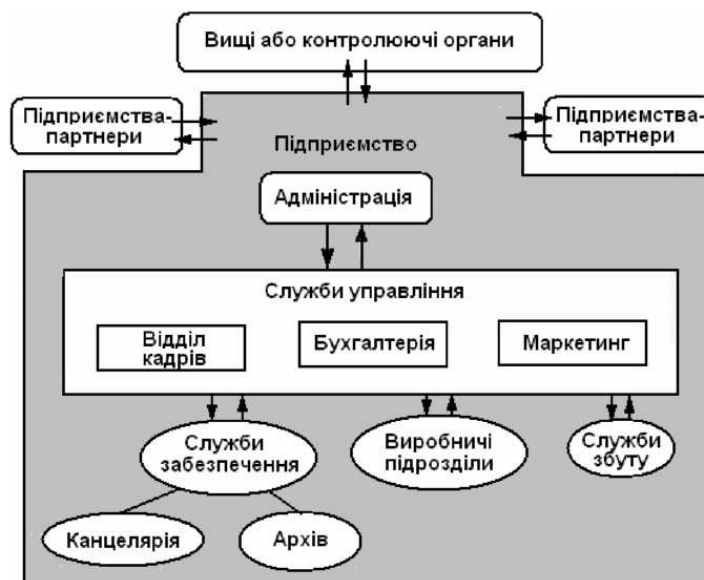 Вищі або контролюючі органи
Підприємства-
партнери
Підприємства-
партнери
Підприємство
Адміністрація
Служби управління
Відділ
кадрів
Бухгалтерія
Маркетинг
Служби
забезпечення
Виробничі
підрозділи
Служби
збуту
Канцелярія
Архів